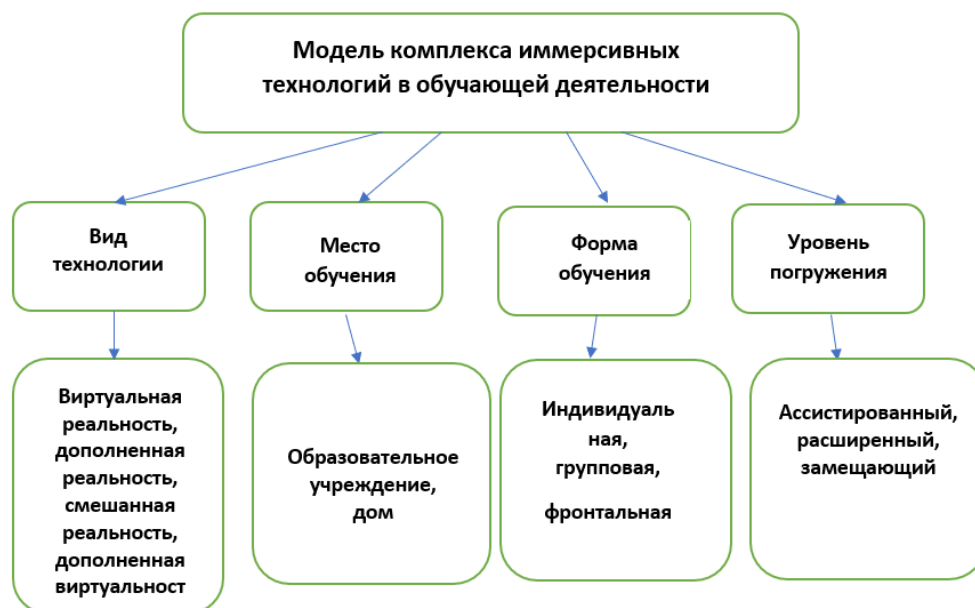 Модель комплекса иммерсивных
технологий в обучающей деятельности
Вид
технологии
Место
обучения
Форма
обучения
Уровень
погружения
Виртуальная
реальность,
дополненная
реальность,
смешанная
реальность,
дополненная
виртуальност
Образовательное
учреждение,
дом
Индивидуаль
ная,
групповая,
фронтальная
Ассистированный,
расширенный,
замещающий